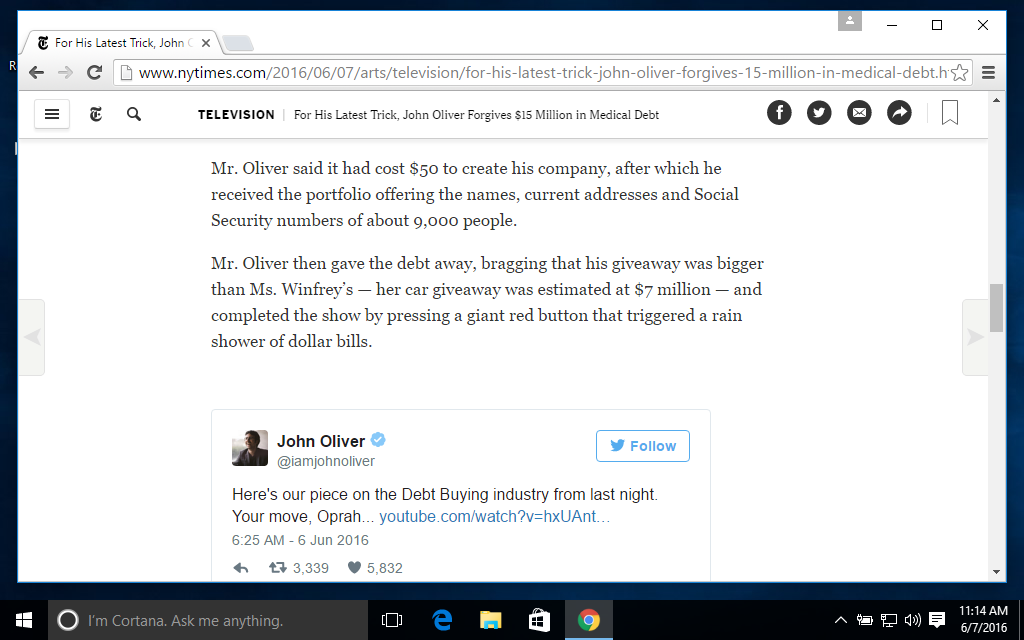 For His Latest Trick, John
www.nytimes.com/2016/06/07/arts/television/for-his-latest-trick-john-oliver-forgives-15-million-in-medical-debt.h
TELEVISION | For His Latest Trick, John Oliver Forgives $15 Million in Medical Debt
Mr. Oliver said it had cost $50 to create his company, after which he
received the portfolio offering the names, current addresses and Social
Security numbers of about 9,000 people.
Mr. Oliver then gave the debt away, bragging that his giveaway was bigger
than Ms. Winfrey's — her car giveaway was estimated at $7 million — and
completed the show by pressing a giant red button that triggered a rain
shower of dollar bills.
John Oliver
@iamjohnoliver
Follow
Here's our piece on the Debt Buying industry from last night.
Your move, Oprah... youtube.com/watch?v=hxUAnt...
6:25 AM - 6 Jun 2016
3,339 5,832
I'm Cortana. Ask me anything.
11:14 AM
6/7/2016